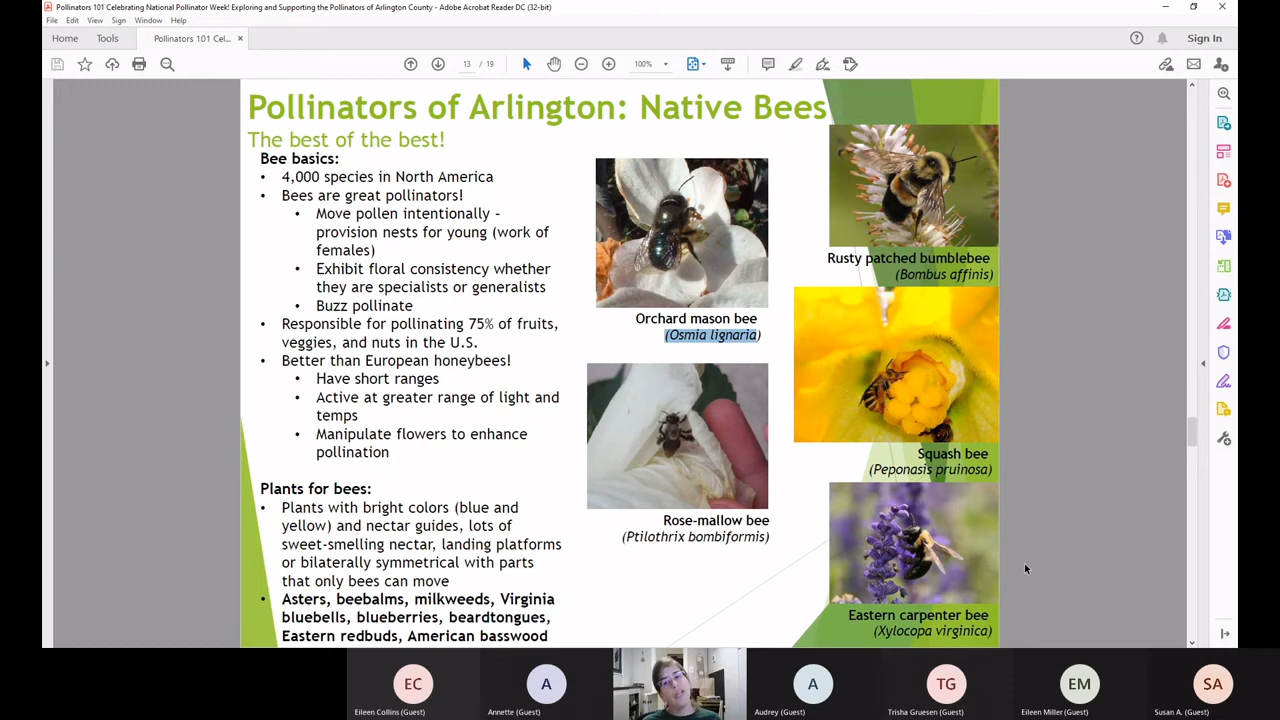 Pollinators 101 Celebrating National Pollinator Week! Exploring and Supporting the Pollinators of Arlington County - Adobe Acrobat Reader DC (32-bit)
File Edit View Sign Window Help
Home Tools Pollinators 101 Cel... × Sign In
13 / 19 100%
Pollinators of Arlington: Native Bees
The best of the best!
Bee basics:
• 4,000 species in North America
• Bees are great pollinators!
• Move pollen intentionally –
provision nests for young (work of
females)
• Exhibit floral consistency whether
they are specialists or generalists
• Buzz pollinate
• Responsible for pollinating 75% of fruits,
veggies, and nuts in the U.S.
• Better than European honeybees!
• Have short ranges
• Active at greater range of light and
temps
• Manipulate flowers to enhance
pollination
Plants for bees:
• Plants with bright colors (blue and
yellow) and nectar guides, lots of
sweet-smelling nectar, landing platforms
or bilaterally symmetrical with parts
that only bees can move
• Asters, beebalms, milkweeds, Virginia
bluebells, blueberries, beardtongues,
Eastern redbuds, American basswood
Orchard mason bee
(Osmia lignaria)
Rose-mallow bee
(Ptilothrix bombiformis)
Rusty patched bumblebee
(Bombus affinis)
Squash bee
(Peponasis pruinosa)
Eastern carpenter bee
(Xylocopa virginica)
EC A A TG EM SA
Eileen Collins (Guest) Annette (Guest) Audrey (Guest) Trisha Gruesen (Guest) Eileen Miller (Guest) Susan A. (Guest)